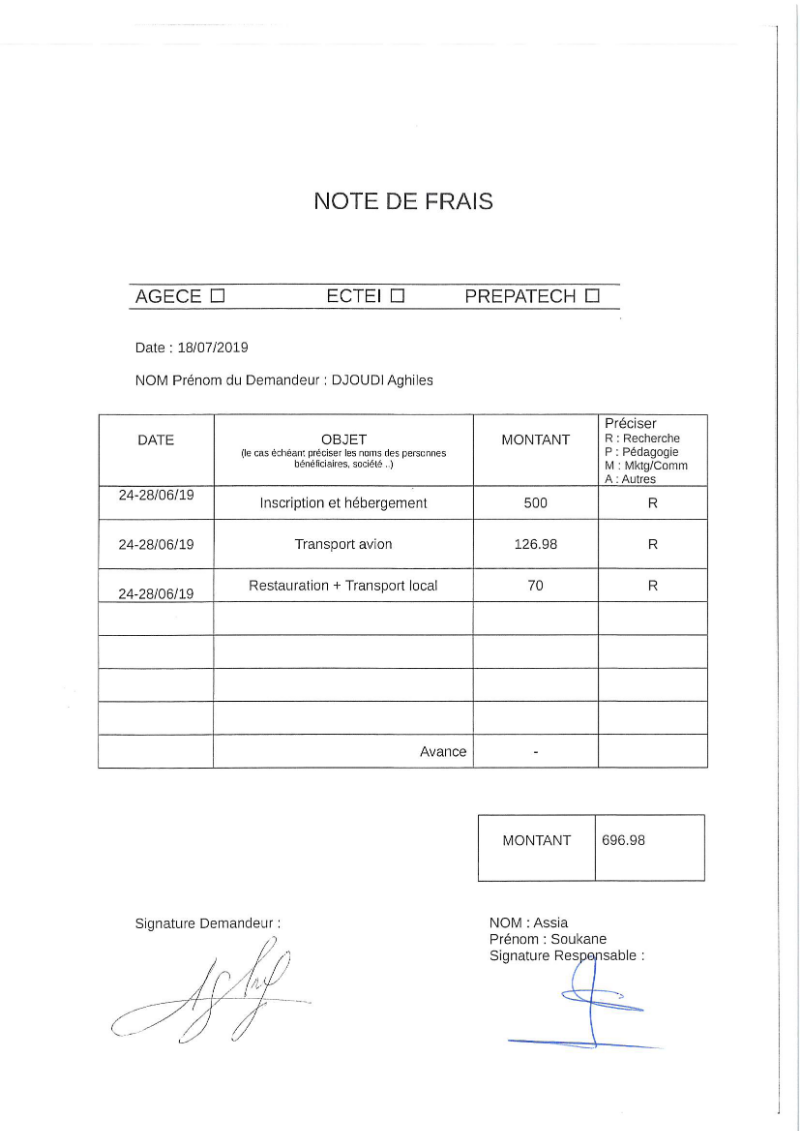 NOTE DE FRAIS
AGECE ☐ ECTEI ☐ PREPATECH ☐
Date : 18/07/2019
NOM Prénom du Demandeur : DJOUDI Aghiles
DATE OBJET MONTANT Préciser
(le cas échéant préciser les noms des personnes R : Recherche
bénéficiaires, société ..) P : Pédagogie
M : Mktg/Comm
A : Autres
24-28/06/19 Inscription et hébergement 500 R
24-28/06/19 Transport avion 126.98 R
24-28/06/19 Restauration + Transport local 70 R
Avance -
MONTANT 696.98
Signature Demandeur : NOM : Assia
Prénom : Soukane
Signature Responsable :